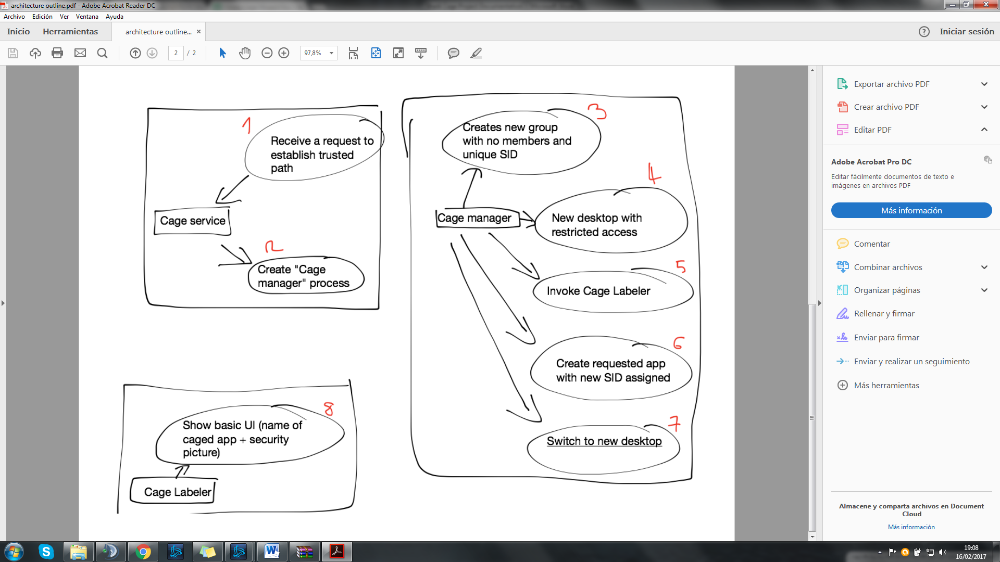 architecture outline.pdf - Adobe Acrobat Reader DC
Archivo Edición Ver Ventana Ayuda
Inicio Herramientas architecture outline... × ? Iniciar sesión
2 / 2 97,8%
1
Receive a request to
establish trusted
path
Cage service
2
Create "Cage
manager" process
3
Creates new group
with no members and
unique SID
4
Cage manager
New desktop with
restricted access
5
Invoke Cage Labeler
6
Create requested app
with new SID assigned
7
Switch to new desktop
8
Show basic UI (name of
caged app + security
picture)
Cage Labeler
Exportar archivo PDF
Crear archivo PDF
Editar PDF
Adobe Acrobat Pro DC
Editar fácilmente documentos de texto e
imágenes en archivos PDF
Más información
Comentar
Combinar archivos
Organizar páginas
Rellenar y firmar
Enviar para firmar
Enviar y realizar un seguimiento
Más herramientas
Almacene y comparta archivos en Document
Cloud
Más información
19:08
16/02/2017